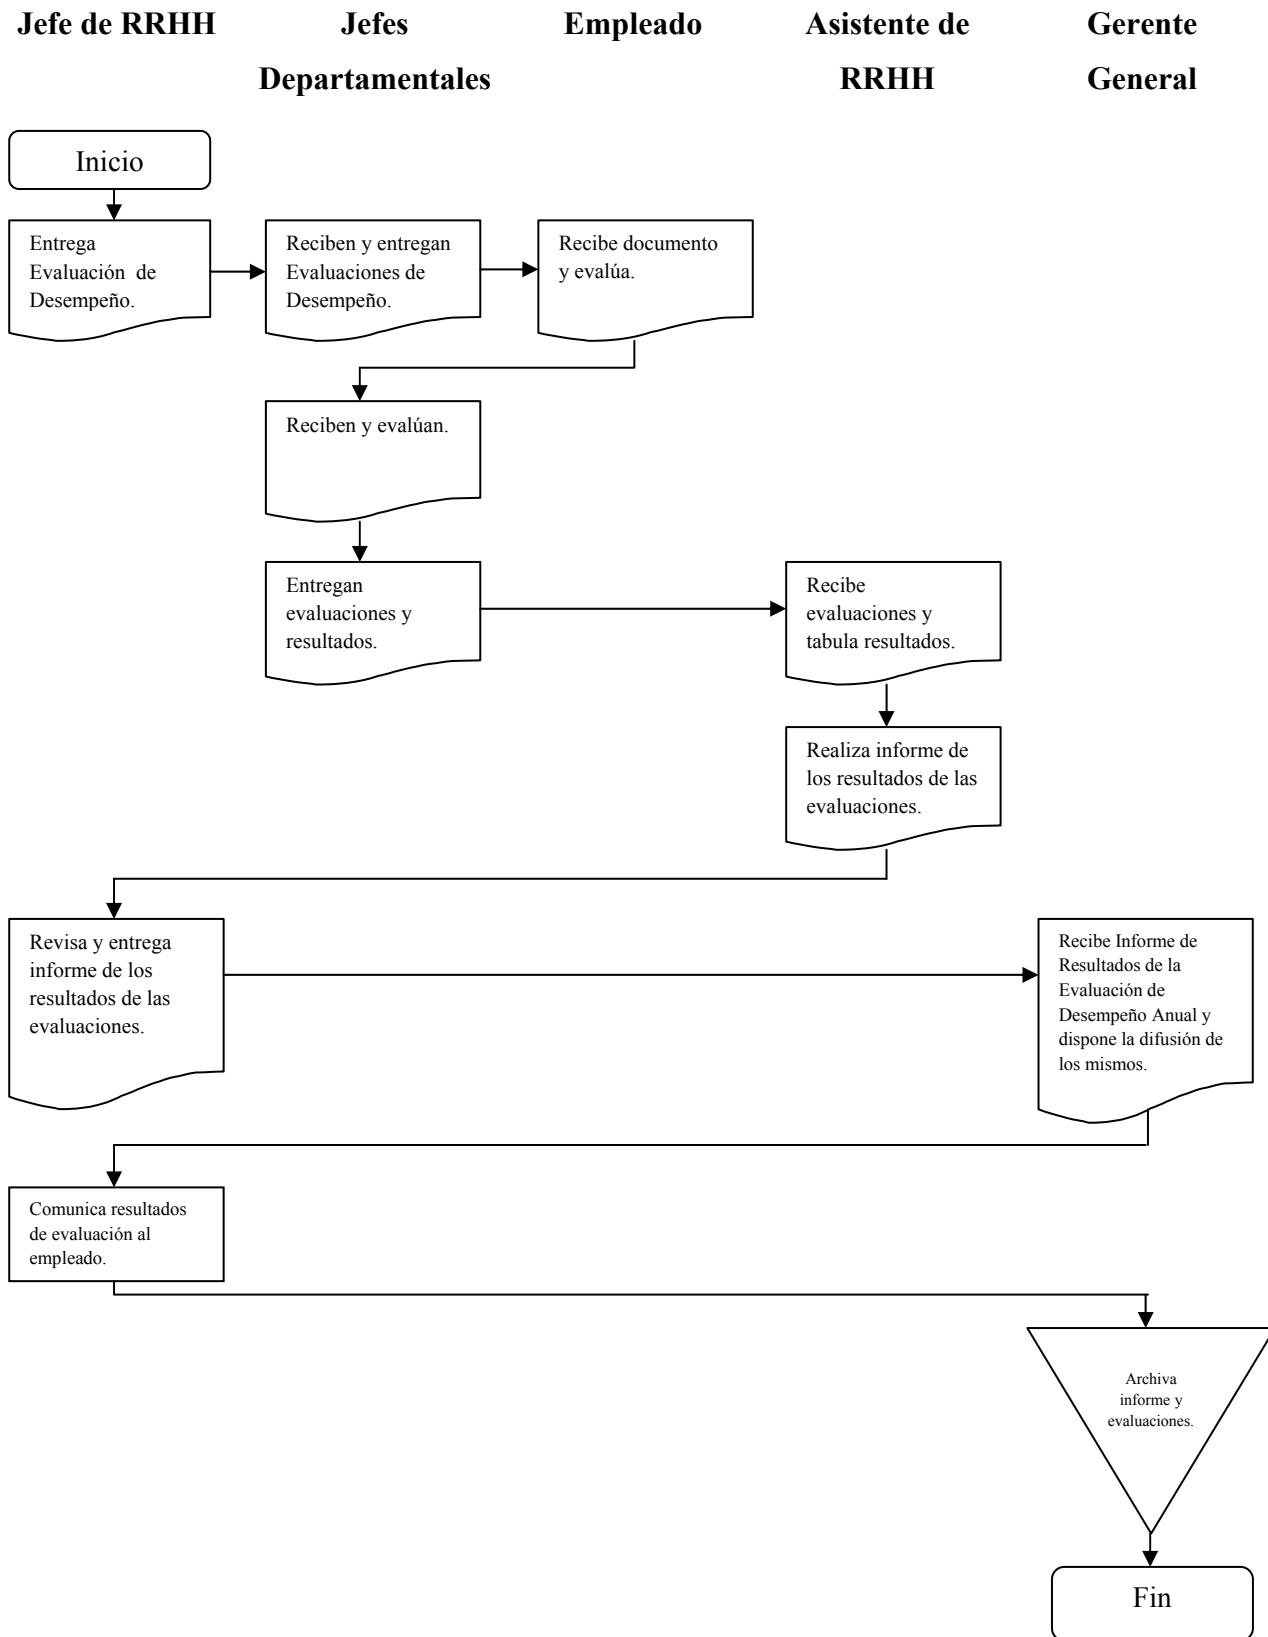 Jefe de RRHH
Jefes
Departamentales
Empleado
Asistente de
RRHH
Gerente
General
Inicio
Entrega
Evaluación de
Desempeño.
Reciben y entregan
Evaluaciones de
Desempeño.
Recibe documento
y evalúa.
Reciben y evalúan.
Entregan
evaluaciones y
resultados.
Recibe
evaluaciones y
tabula resultados.
Realiza informe de
los resultados de las
evaluaciones.
Revisa y entrega
informe de los
resultados de las
evaluaciones.
Recibe Informe de
Resultados de la
Evaluación de
Desempeño Anual y
dispone la difusión de
los mismos.
Comunica resultados
de evaluación al
empleado.
Archiva
informe y
evaluaciones.
Fin